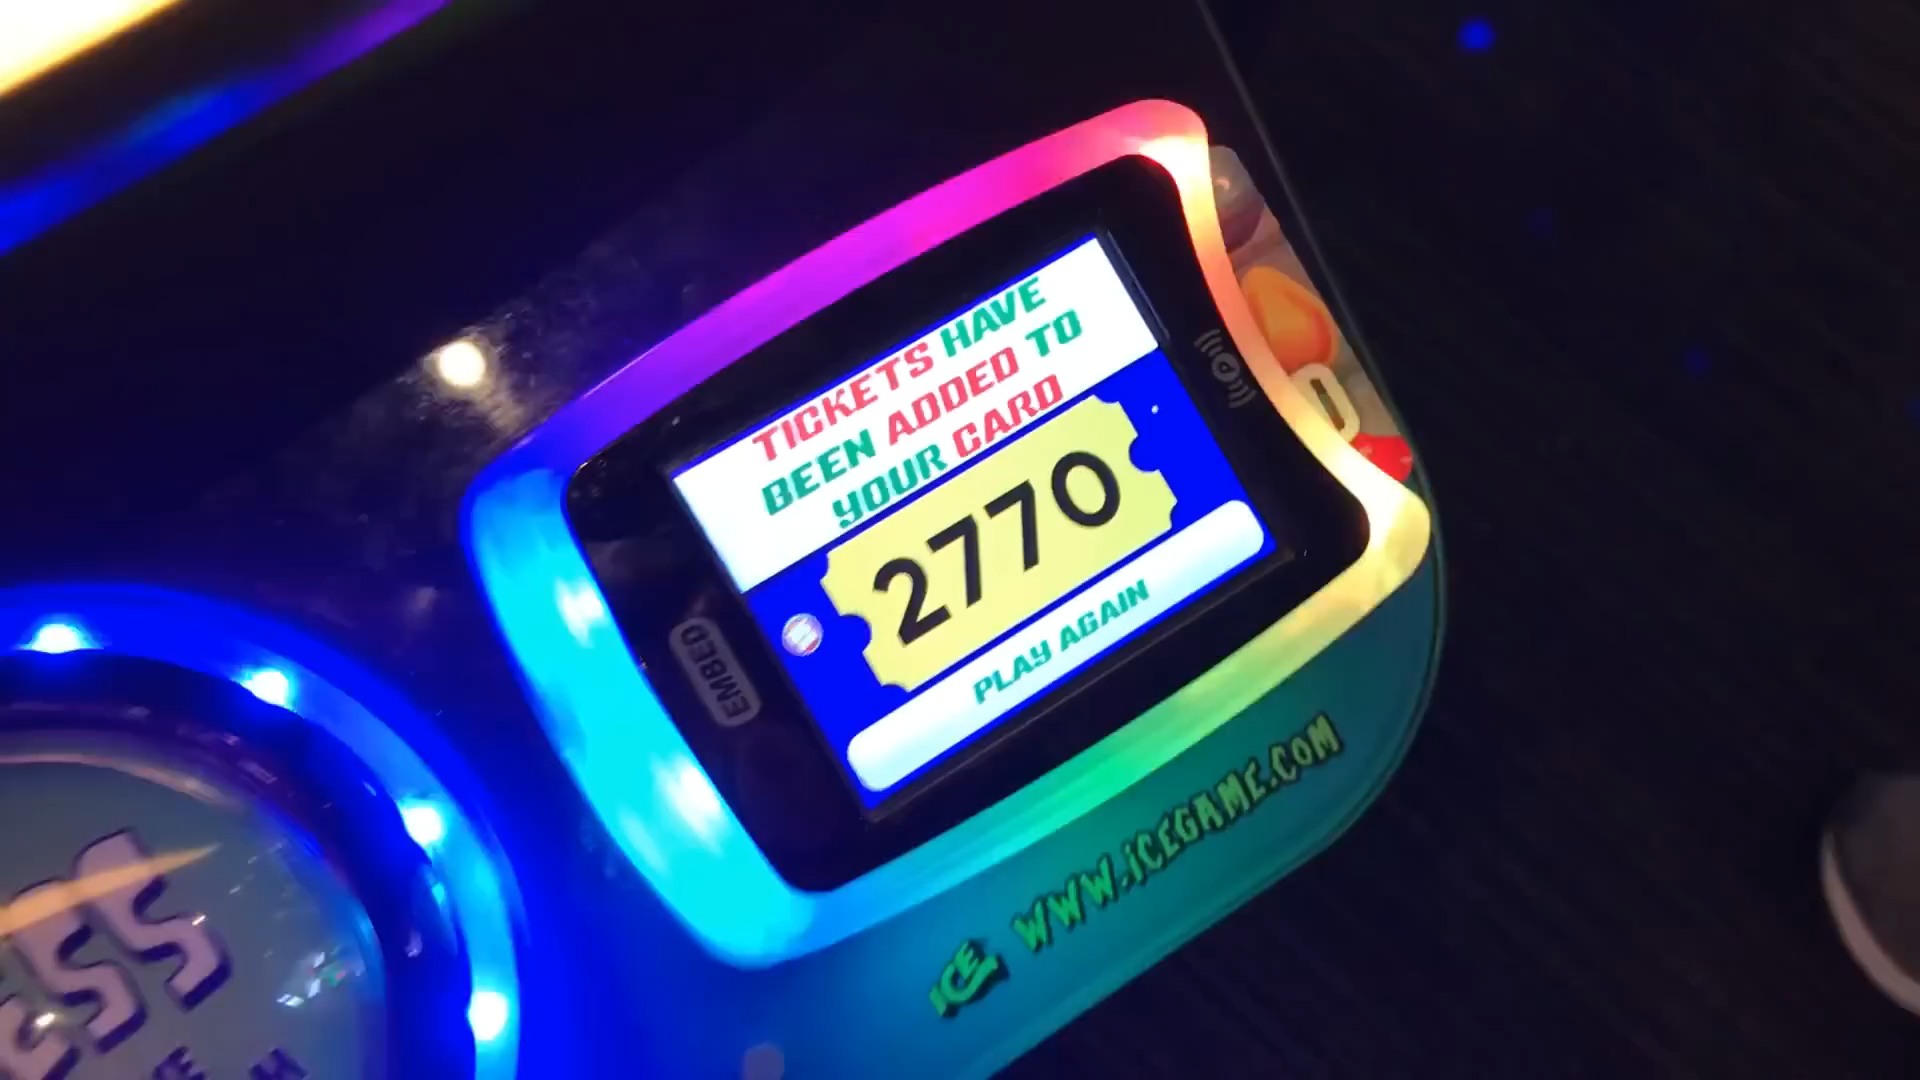 TICKETS HAVE
BEEN ADDED TO
YOUR CARD
2770
PLAY AGAIN
EMBED
ICE WWW.ICEGAME.COM